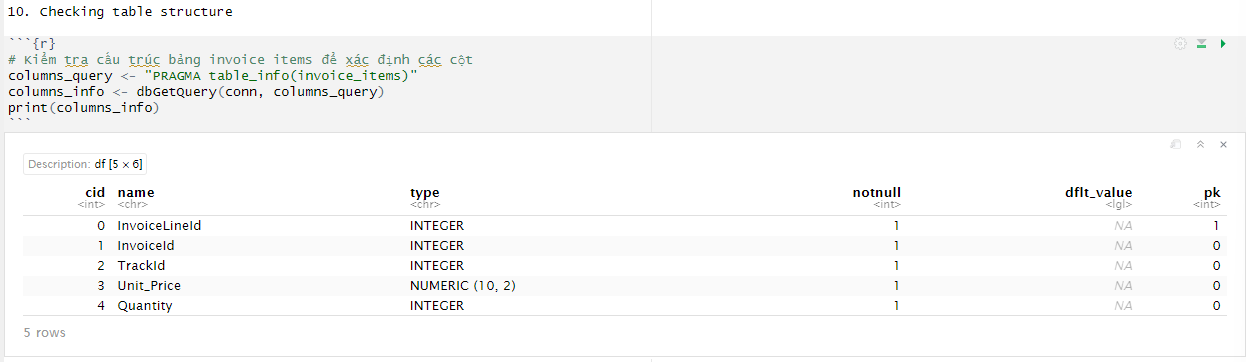 10. Checking table structure
```{r}
# Kiểm tra cấu trúc bảng invoice items để xác định các cột
columns_query <- "PRAGMA table_info(invoice_items)"
columns_info <- dbGetQuery(conn, columns_query)
print(columns_info)
```
Description: df [5 × 6]
cid name type notnull dflt_value pk
<int> <chr> <chr> <int> <lgl> <int>
0 InvoiceLineId INTEGER 1 NA 1
1 InvoiceId INTEGER 1 NA 0
2 TrackId INTEGER 1 NA 0
3 Unit_Price NUMERIC (10, 2) 1 NA 0
4 Quantity INTEGER 1 NA 0
5 rows